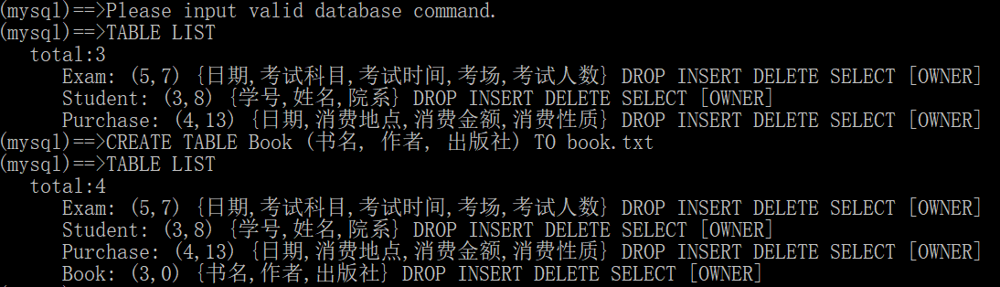 (mysql)==>Please input valid database command.
(mysql)==>TABLE LIST
total:3
Exam: (5,7) {日期,考试科目,考试时间,考场,考试人数} DROP INSERT DELETE SELECT [OWNER]
Student: (3,8) {学号,姓名,院系} DROP INSERT DELETE SELECT [OWNER]
Purchase: (4,13) {日期,消费地点,消费金额,消费性质} DROP INSERT DELETE SELECT [OWNER]
(mysql)==>CREATE TABLE Book (书名, 作者, 出版社) TO book.txt
(mysql)==>TABLE LIST
total:4
Exam: (5,7) {日期,考试科目,考试时间,考场,考试人数} DROP INSERT DELETE SELECT [OWNER]
Student: (3,8) {学号,姓名,院系} DROP INSERT DELETE SELECT [OWNER]
Purchase: (4,13) {日期,消费地点,消费金额,消费性质} DROP INSERT DELETE SELECT [OWNER]
Book: (3,0) {书名,作者,出版社} DROP INSERT DELETE SELECT [OWNER]